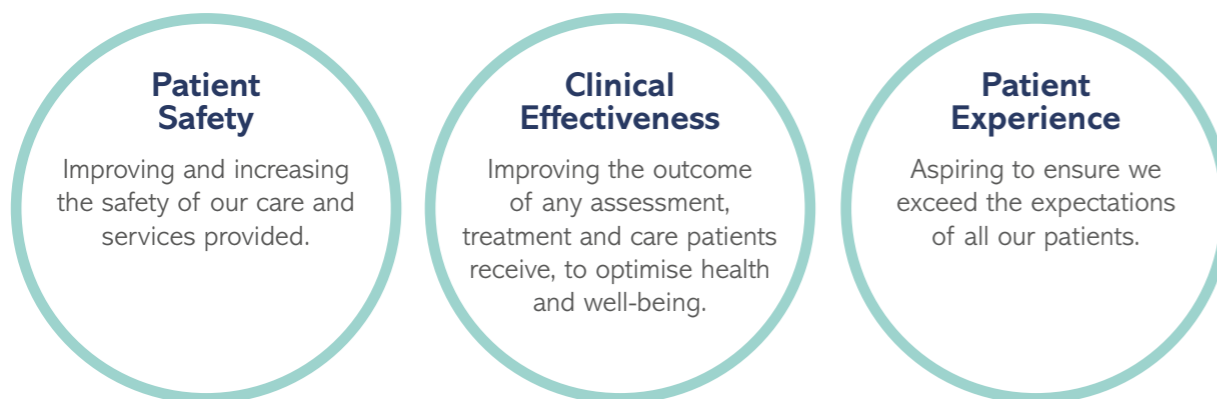 Patient
Safety
Improving and increasing
the safety of our care and
services provided.
Clinical
Effectiveness
Improving the outcome
of any assessment,
treatment and care patients
receive, to optimise health
and well-being.
Patient
Experience
Aspiring to ensure we
exceed the expectations
of all our patients.